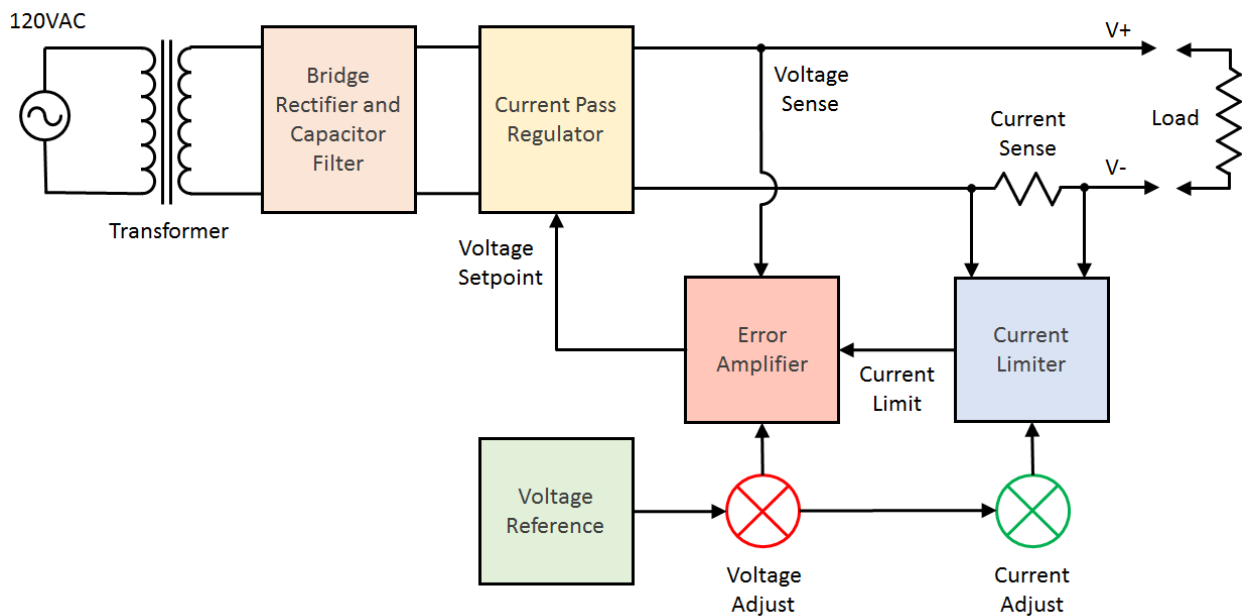 120VAC
Bridge
Rectifier and
Capacitor
Filter
Current Pass
Regulator
V+
Voltage
Sense
Load
Current
Sense
V-
Transformer
Voltage
Setpoint
Error
Amplifier
Current
Limit
Current
Limiter
Voltage
Reference
Voltage
Adjust
Current
Adjust